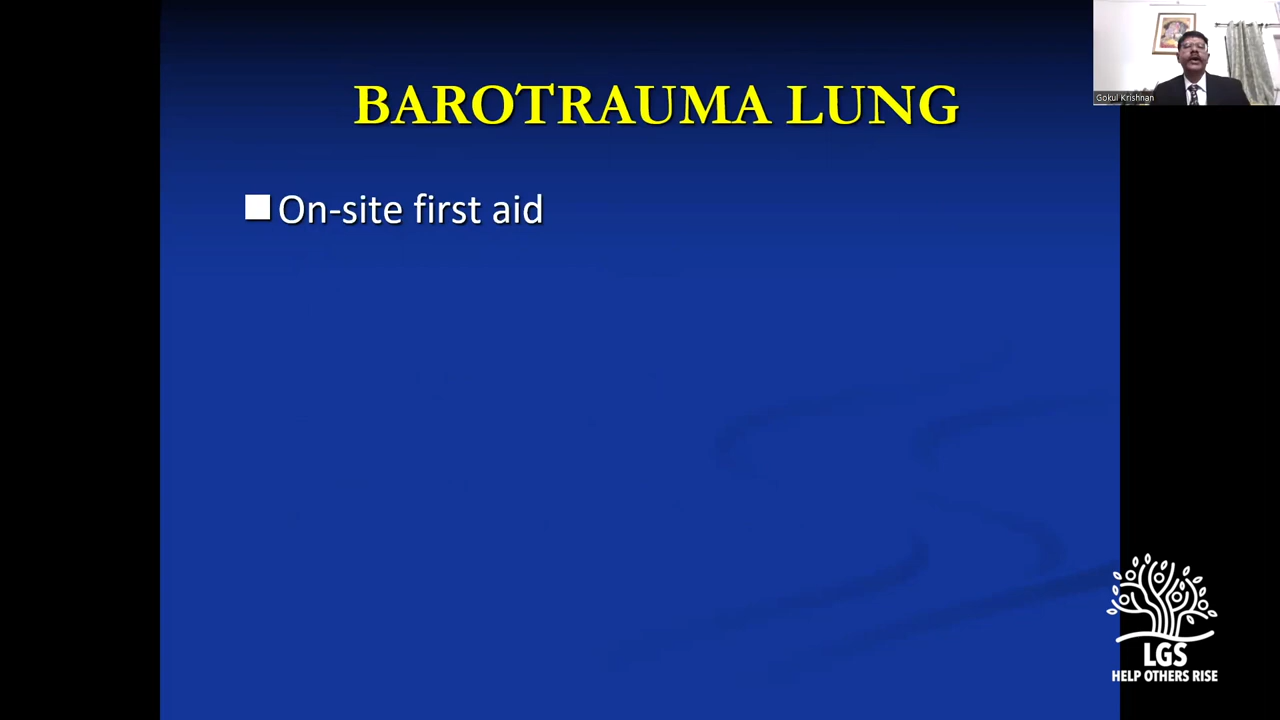 BAROTRAUMA LUNG
On-site first aid
Gokul Krishnan
LGS
HELP OTHERS RISE